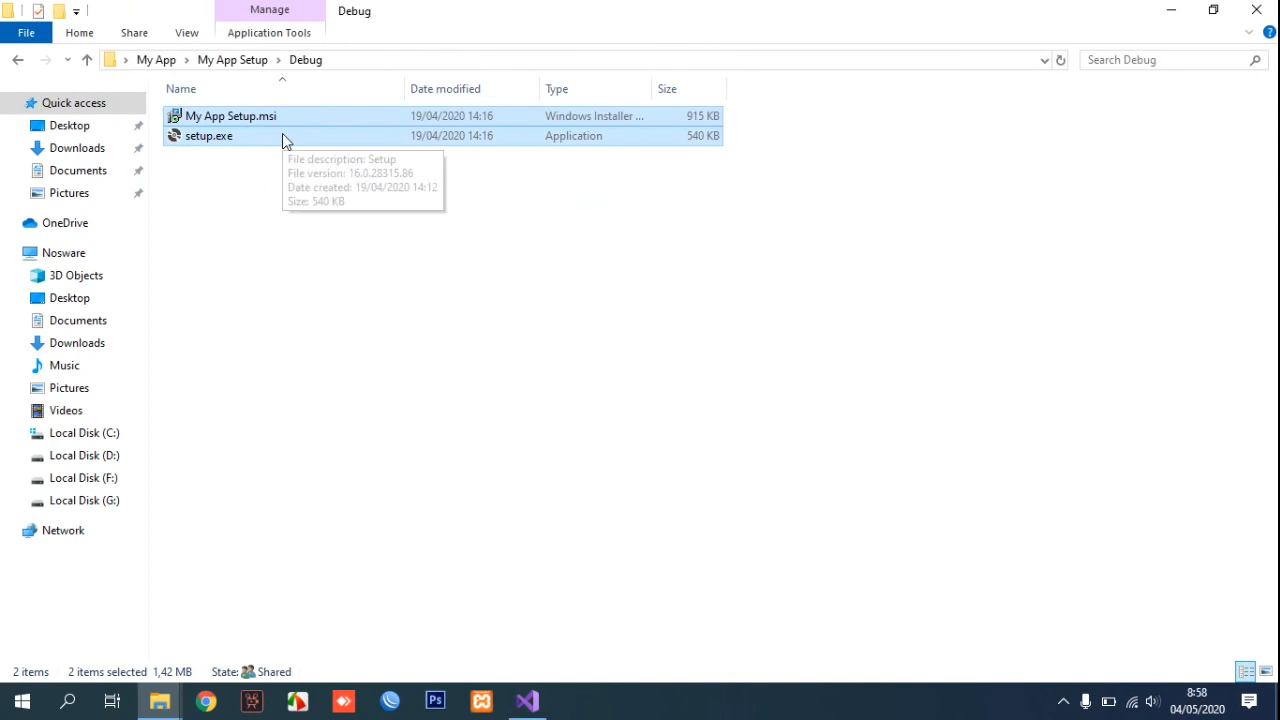 Manage
Debug
File
Home
Share
View
Application Tools
My App
My App Setup
Debug
Search Debug
Name
Date modified
Type
Size
Quick access
Desktop
Downloads
Documents
Pictures
OneDrive
Nosware
3D Objects
Desktop
Documents
Downloads
Music
Pictures
Videos
Local Disk (C:)
Local Disk (D:)
Local Disk (F:)
Local Disk (G:)
Network
My App Setup.msi 19/04/2020 14:16 Windows Installer ... 915 KB
setup.exe 19/04/2020 14:16 Application 540 KB
File description: Setup
File version: 16.0.28315.86
Date created: 19/04/2020 14:12
Size: 540 KB
2 items 2 items selected 1,42 MB State: Shared
Ps
8:58
04/05/2020